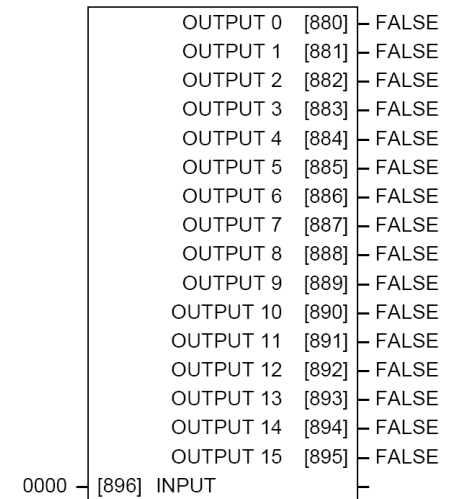 OUTPUT 0 [880] FALSE
OUTPUT 1 [881] FALSE
OUTPUT 2 [882] FALSE
OUTPUT 3 [883] FALSE
OUTPUT 4 [884] FALSE
OUTPUT 5 [885] FALSE
OUTPUT 6 [886] FALSE
OUTPUT 7 [887] FALSE
OUTPUT 8 [888] FALSE
OUTPUT 9 [889] FALSE
OUTPUT 10 [890] FALSE
OUTPUT 11 [891] FALSE
OUTPUT 12 [892] FALSE
OUTPUT 13 [893] FALSE
OUTPUT 14 [894] FALSE
OUTPUT 15 [895] FALSE
0000 [896] INPUT